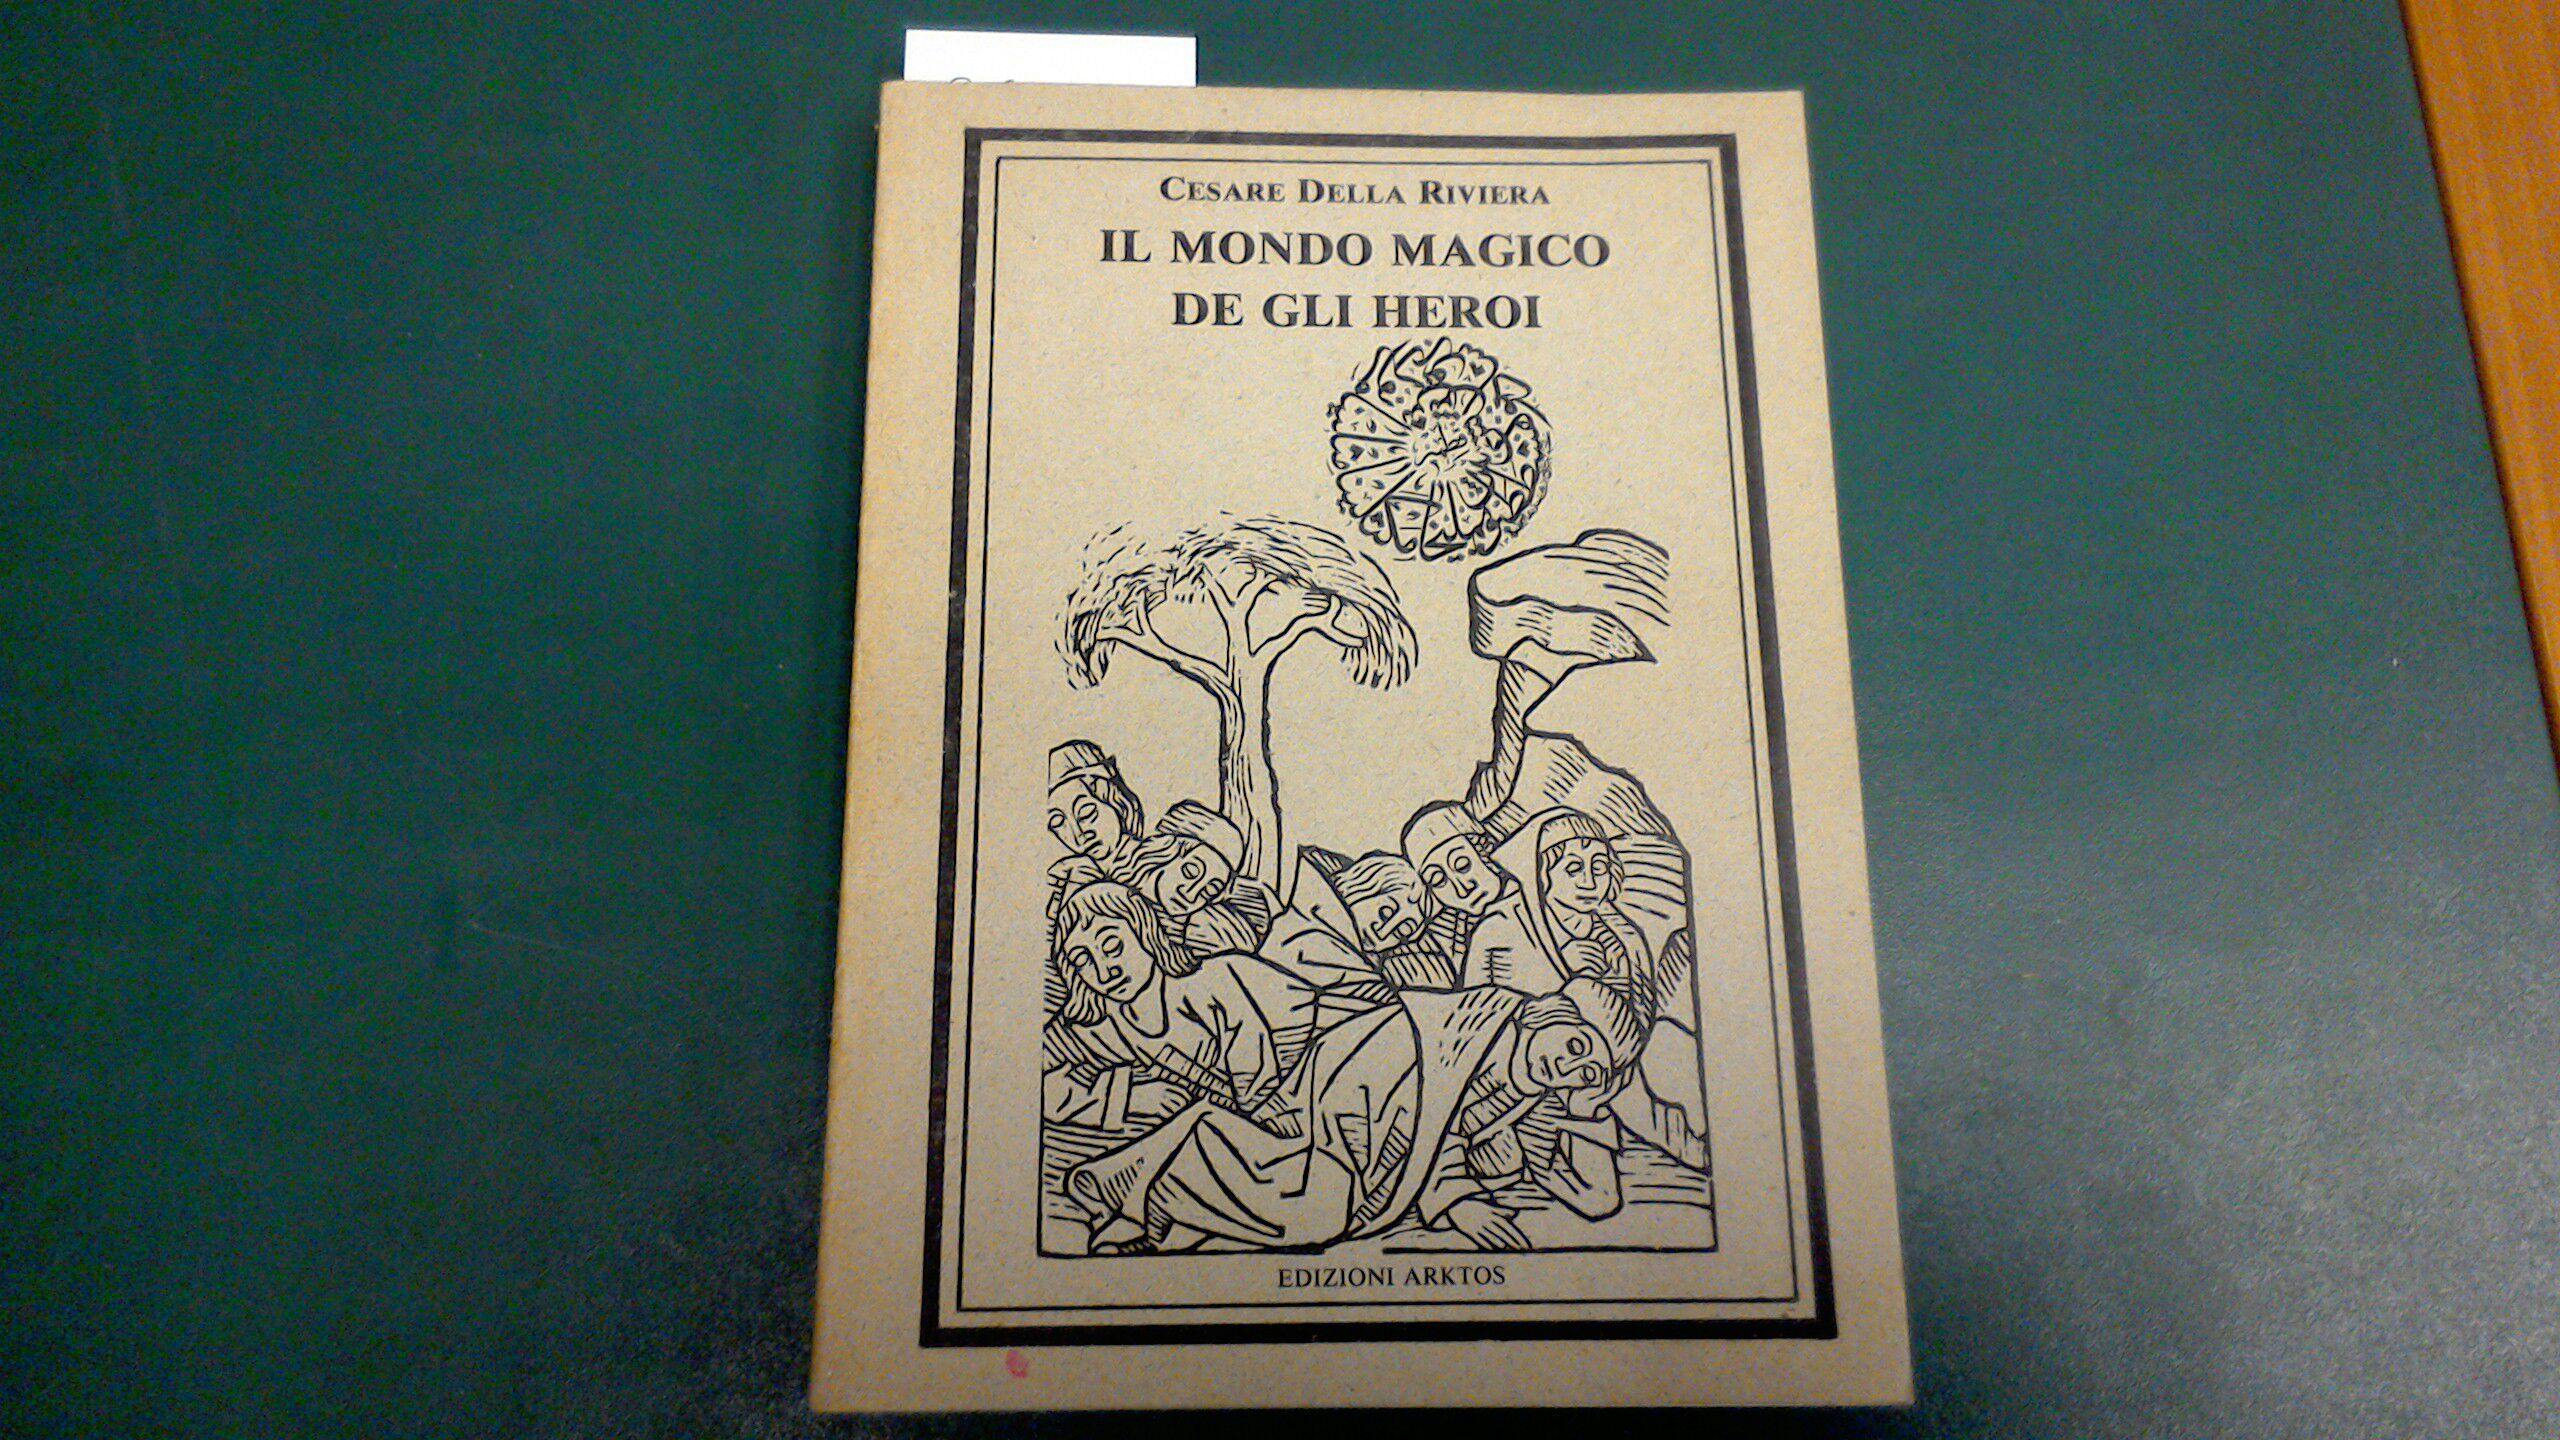 CESARE DELLA RIVIERA
IL MONDO MAGICO
DE GLI HEROI
EDIZIONI ARKTOS